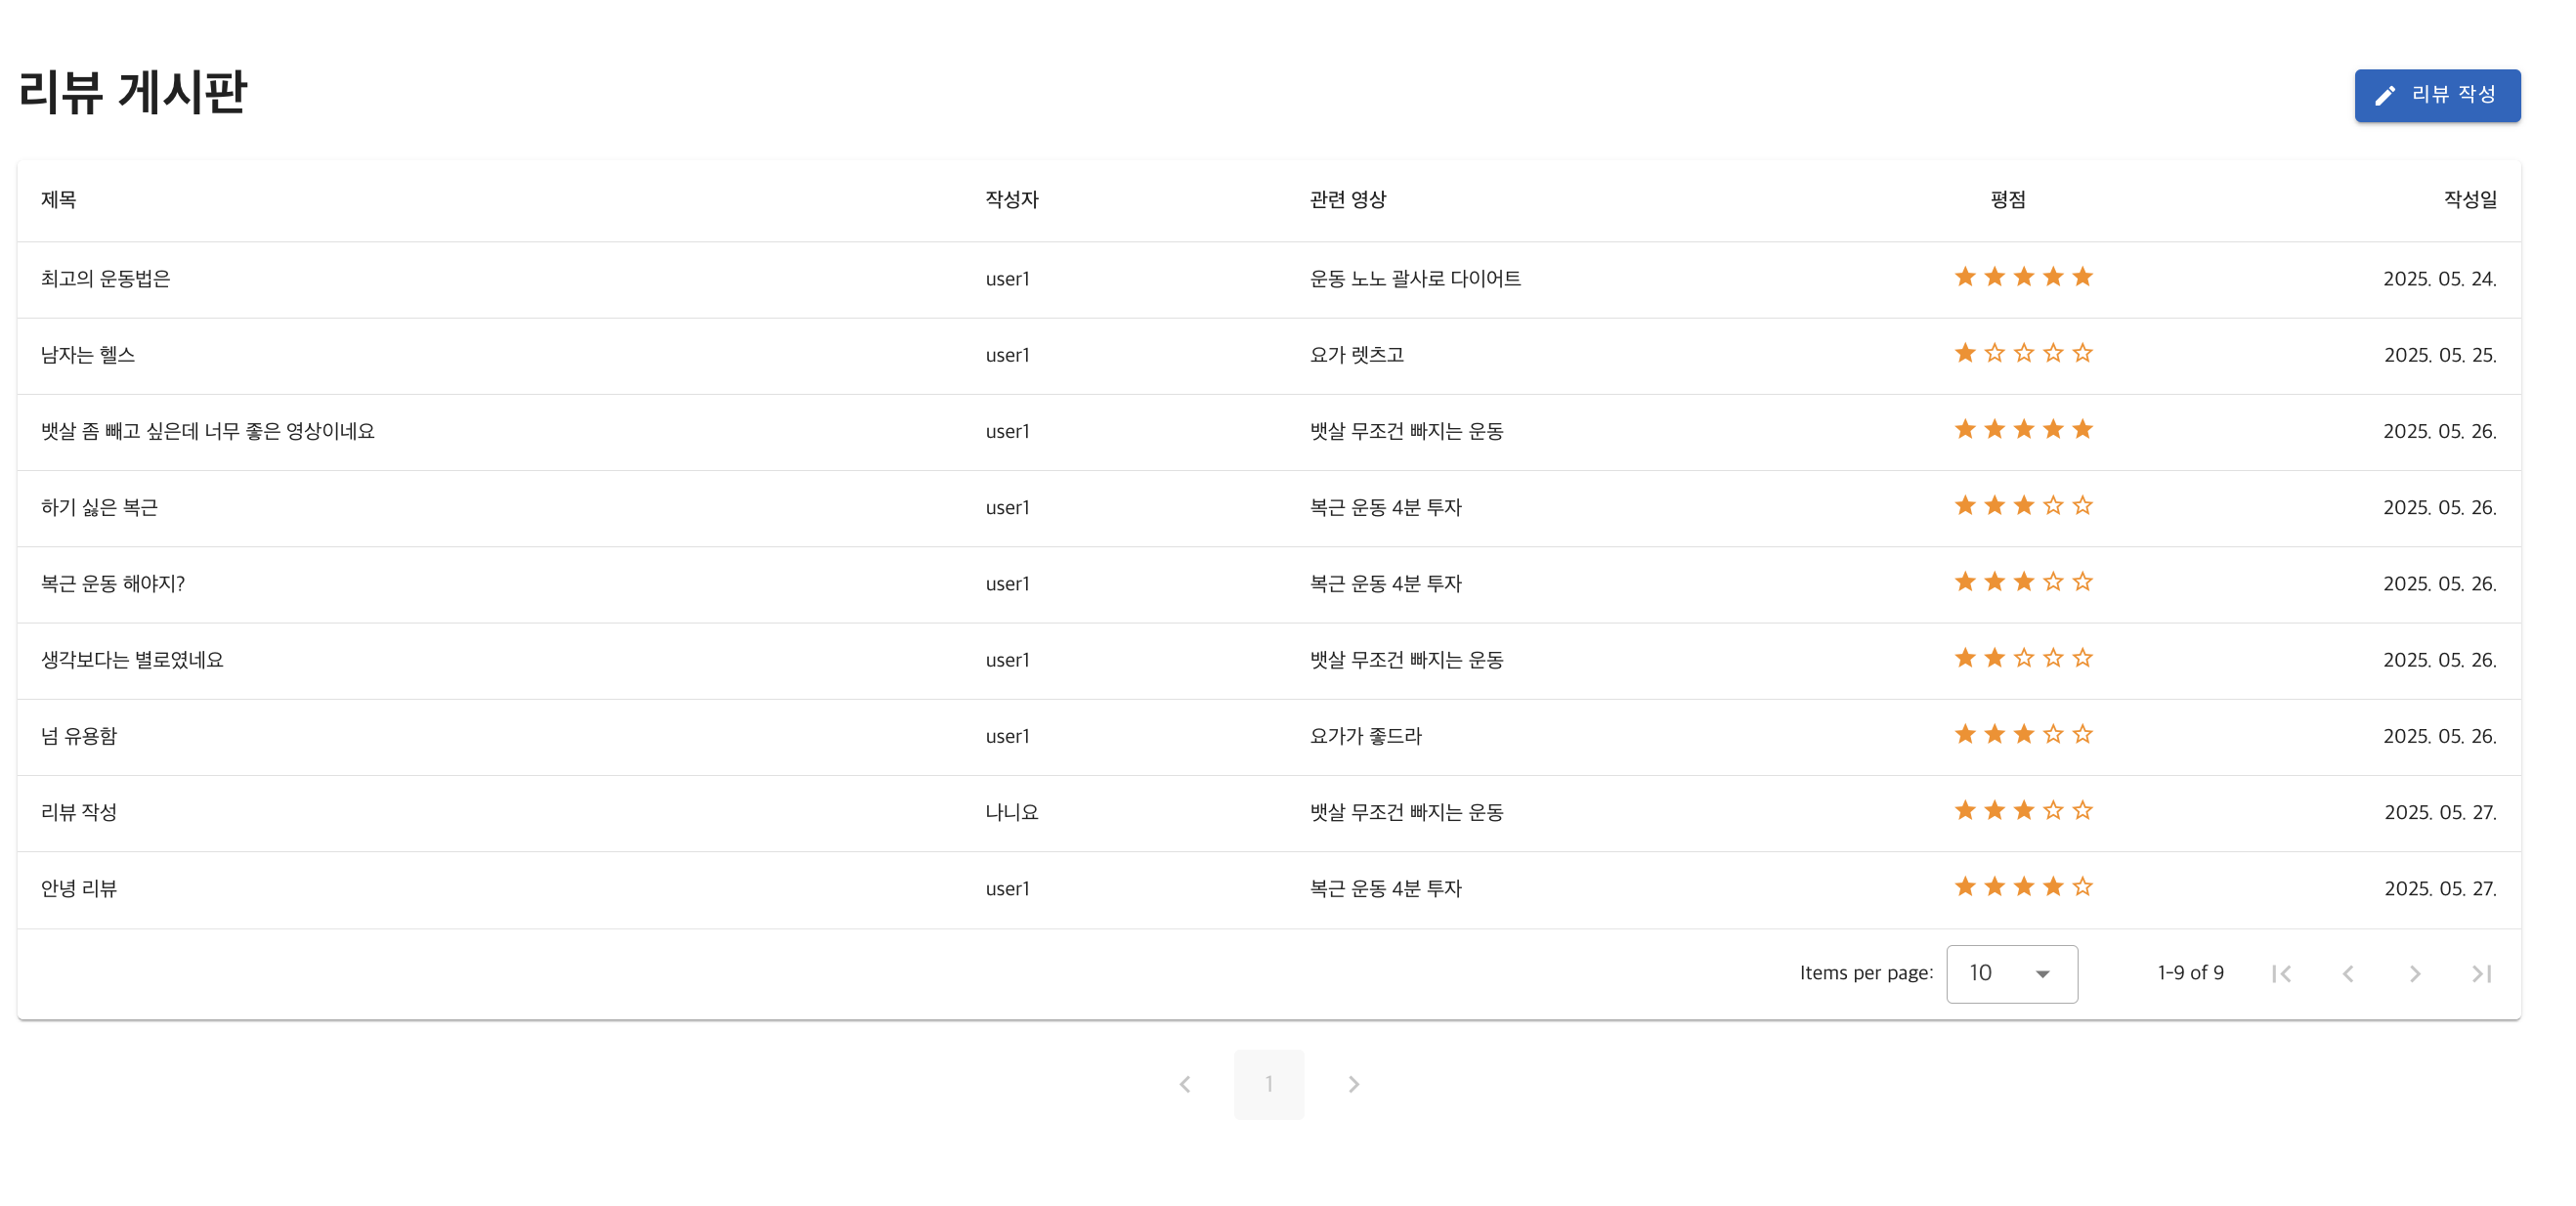 리뷰 게시판
리뷰 작성
제목 작성자 관련 영상 평점 작성일
최고의 운동법은 user1 운동 노노 괄사로 다이어트 2025. 05. 24.
남자는 헬스 user1 요가 렛츠고 2025. 05. 25.
뱃살 좀 빼고 싶은데 너무 좋은 영상이네요 user1 뱃살 무조건 빠지는 운동 2025. 05. 26.
하기 싫은 복근 user1 복근 운동 4분 투자 2025. 05. 26.
복근 운동 해야지? user1 복근 운동 4분 투자 2025. 05. 26.
생각보다는 별로였네요 user1 뱃살 무조건 빠지는 운동 2025. 05. 26.
넘 유용함 user1 요가가 좋드라 2025. 05. 26.
리뷰 작성 나니요 뱃살 무조건 빠지는 운동 2025. 05. 27.
안녕 리뷰 user1 복근 운동 4분 투자 2025. 05. 27.
Items per page: 10 1-9 of 9
1